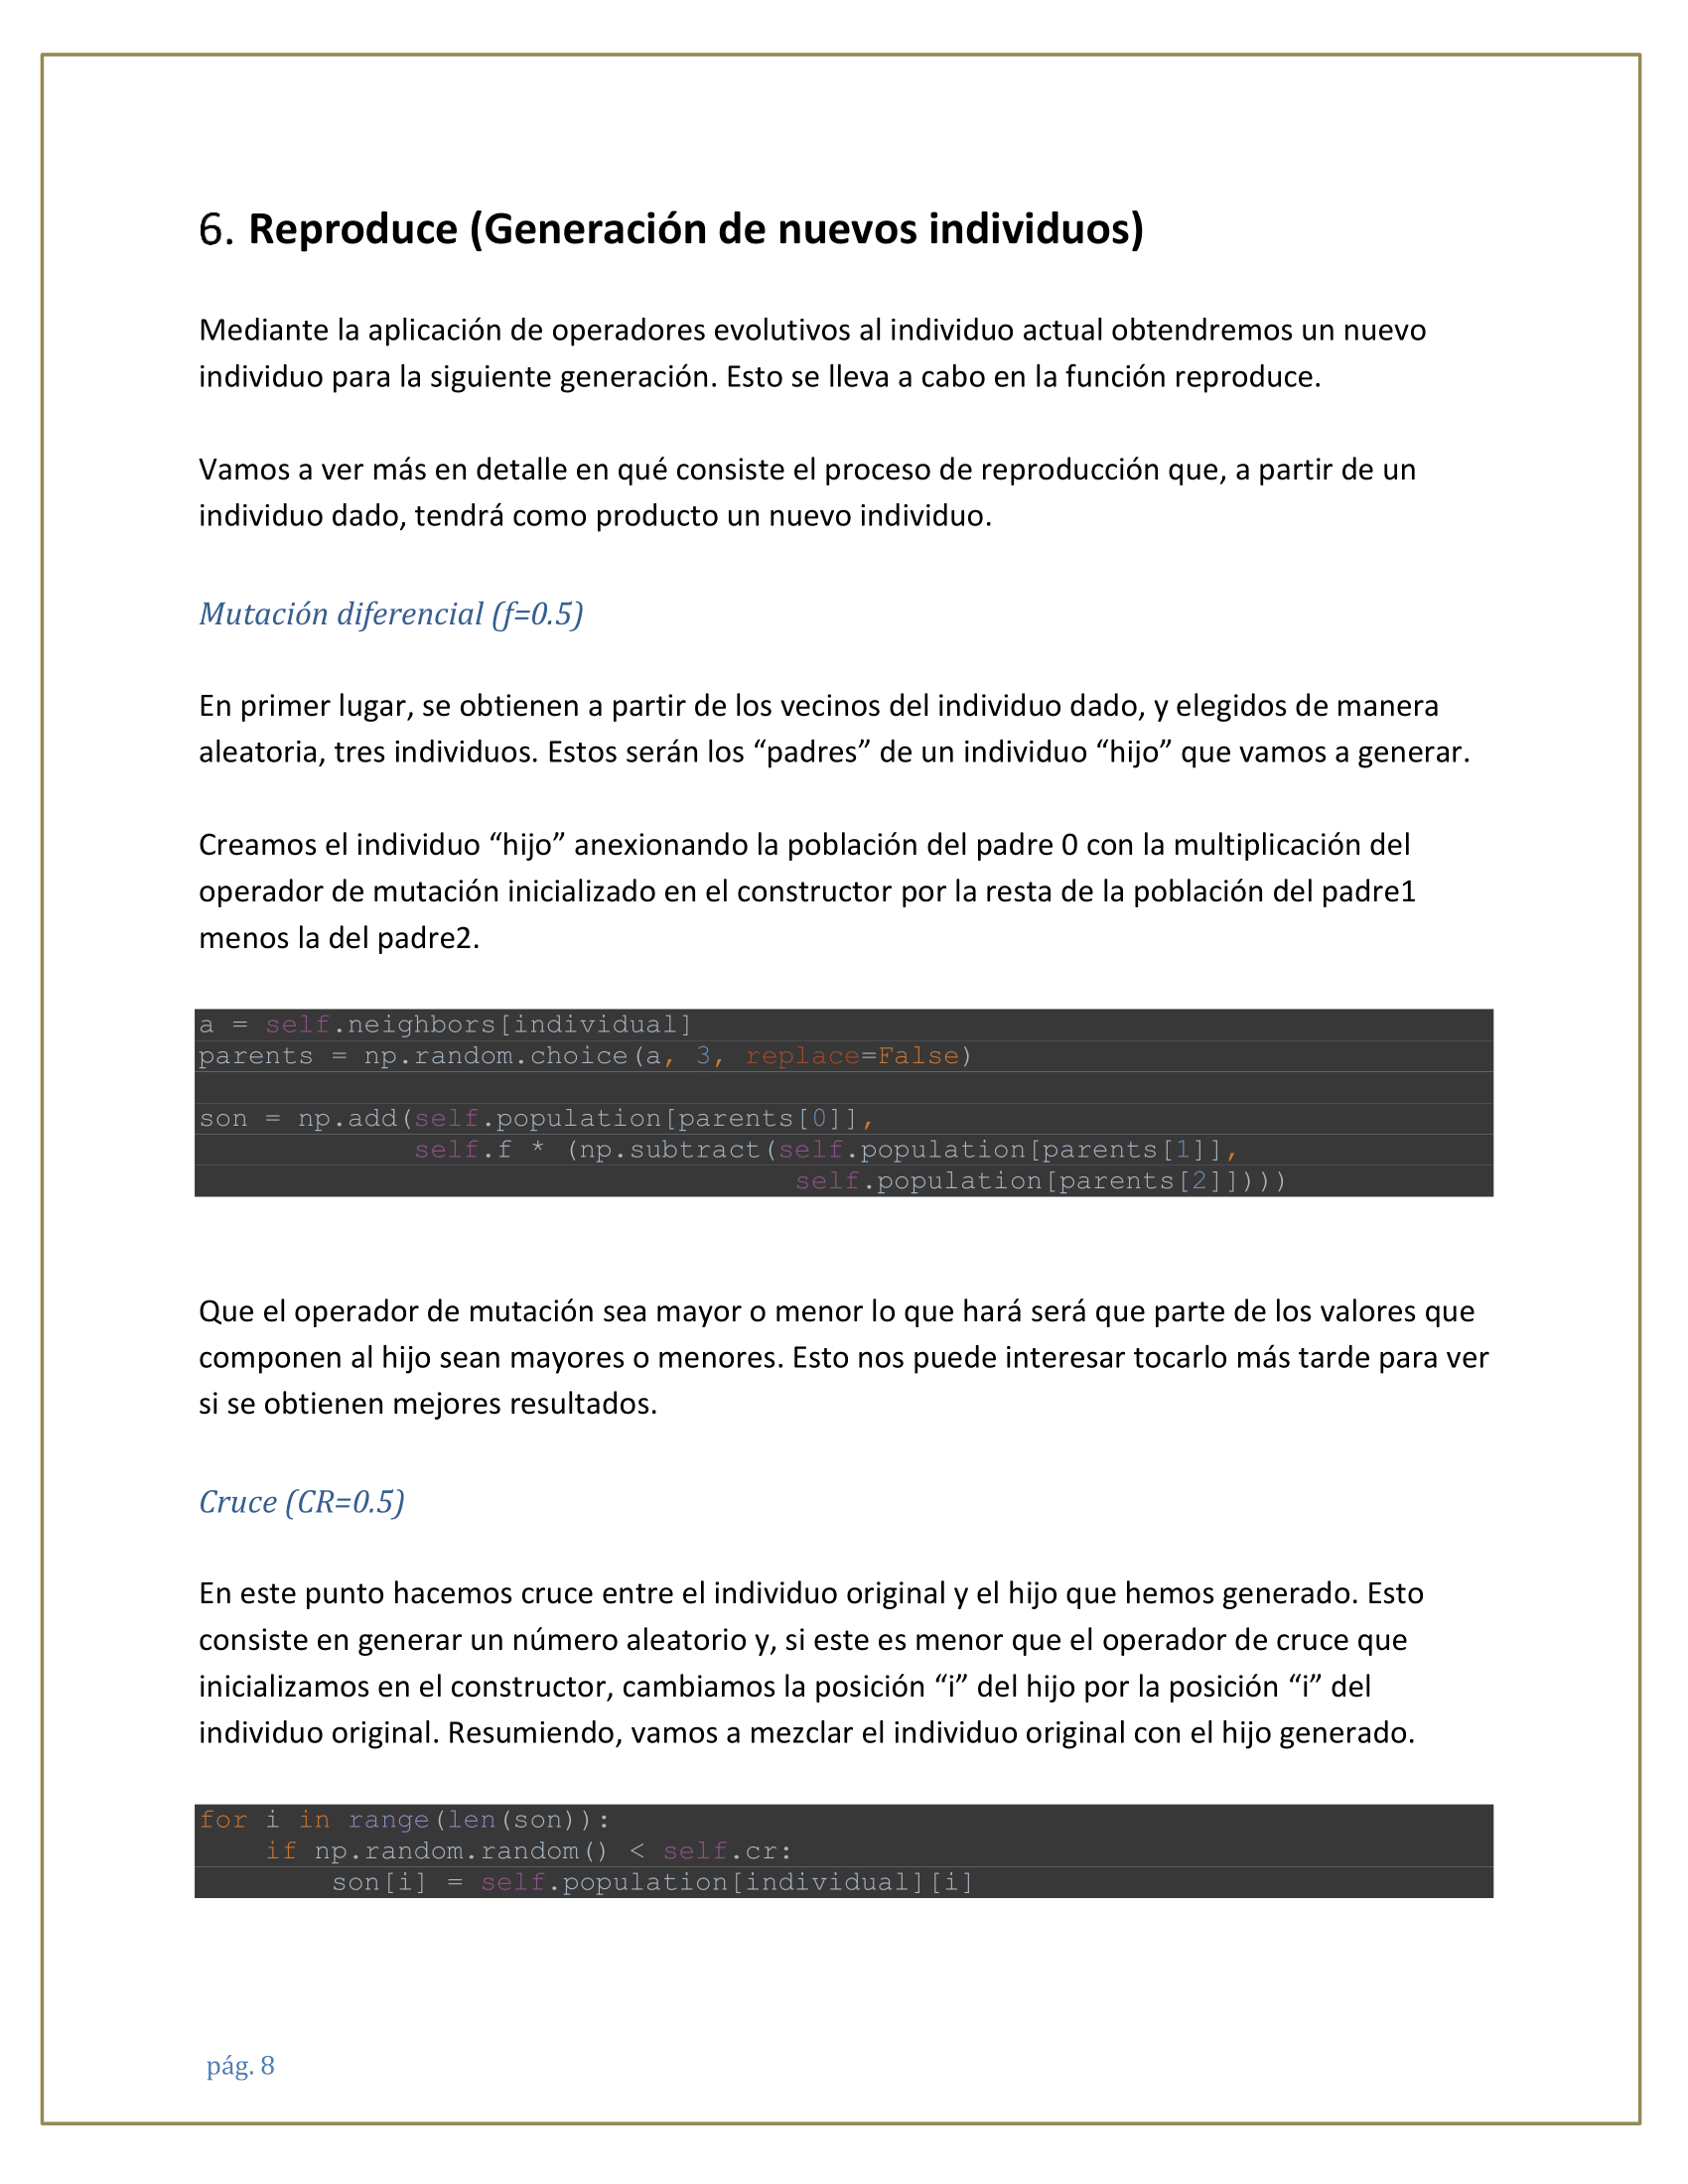 6. Reproduce (Generación de nuevos individuos)
Mediante la aplicación de operadores evolutivos al individuo actual obtendremos un nuevo
individuo para la siguiente generación. Esto se lleva a cabo en la función reproduce.
Vamos a ver más en detalle en qué consiste el proceso de reproducción que, a partir de un
individuo dado, tendrá como producto un nuevo individuo.
Mutación diferencial (f=0.5)
En primer lugar, se obtienen a partir de los vecinos del individuo dado, y elegidos de manera
aleatoria, tres individuos. Estos serán los “padres” de un individuo “hijo” que vamos a generar.
Creamos el individuo “hijo” anexionando la población del padre 0 con la multiplicación del
operador de mutación inicializado en el constructor por la resta de la población del padre1
menos la del padre2.
a = self.neighbors[individual]
parents = np.random.choice(a, 3, replace=False)
son = np.add(self.population[parents[0]],
             self.f * (np.subtract(self.population[parents[1]],
                                    self.population[parents[2]])))
Que el operador de mutación sea mayor o menor lo que hará será que parte de los valores que
componen al hijo sean mayores o menores. Esto nos puede interesar tocarlo más tarde para ver
si se obtienen mejores resultados.
Cruce (CR=0.5)
En este punto hacemos cruce entre el individuo original y el hijo que hemos generado. Esto
consiste en generar un número aleatorio y, si este es menor que el operador de cruce que
inicializamos en el constructor, cambiamos la posición “i” del hijo por la posición “i” del
individuo original. Resumiendo, vamos a mezclar el individuo original con el hijo generado.
for i in range(len(son)):
    if np.random.random() < self.cr:
        son[i] = self.population[individual][i]
pág. 8